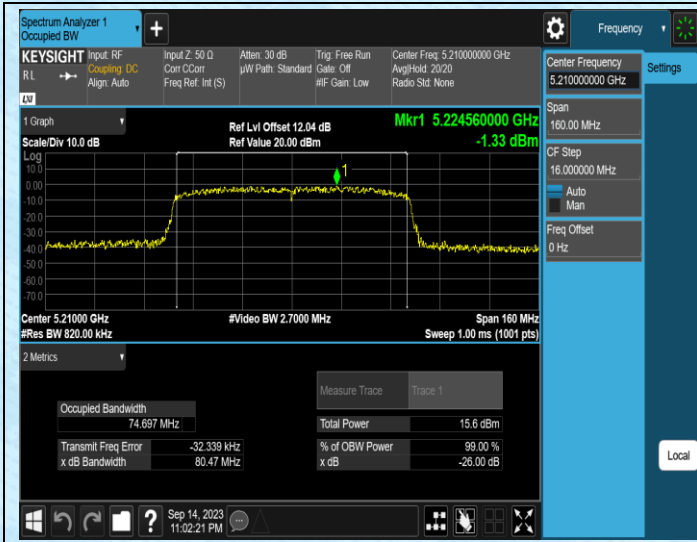 Spectrum Analyzer 1
Occupied BW
Frequency
KEYSIGHT
RL
LXI
Input: RF
Coupling: DC
Align: Auto
Input Z: 50 Ω
Corr CCorr
Freq Ref: Int (S)
Atten: 30 dB
µW Path: Standard
Trig: Free Run
Gate: Off
#IF Gain: Low
Center Freq: 5.210000000 GHz
Avg|Hold: 20/20
Radio Std: None
Center Frequency
5.210000000 GHz
Settings
Span
160.00 MHz
CF Step
16.000000 MHz
Auto
Man
Freq Offset
0 Hz
1 Graph
Scale/Div 10.0 dB
Ref Lvl Offset 12.04 dB
Ref Value 20.00 dBm
Mkr1 5.224560000 GHz
-1.33 dBm
Log
10.0
0.00
-10.0
-20.0
-30.0
-40.0
-50.0
-60.0
-70.0
1
Center 5.21000 GHz
#Res BW 820.00 kHz
#Video BW 2.7000 MHz
Span 160 MHz
Sweep 1.00 ms (1001 pts)
2 Metrics
Measure Trace Trace 1
Occupied Bandwidth
74.697 MHz
Total Power 15.6 dBm
Transmit Freq Error -32.339 kHz
% of OBW Power 99.00 %
x dB Bandwidth 80.47 MHz
x dB -26.00 dB
Local
?
Sep 14, 2023
11:02:21 PM